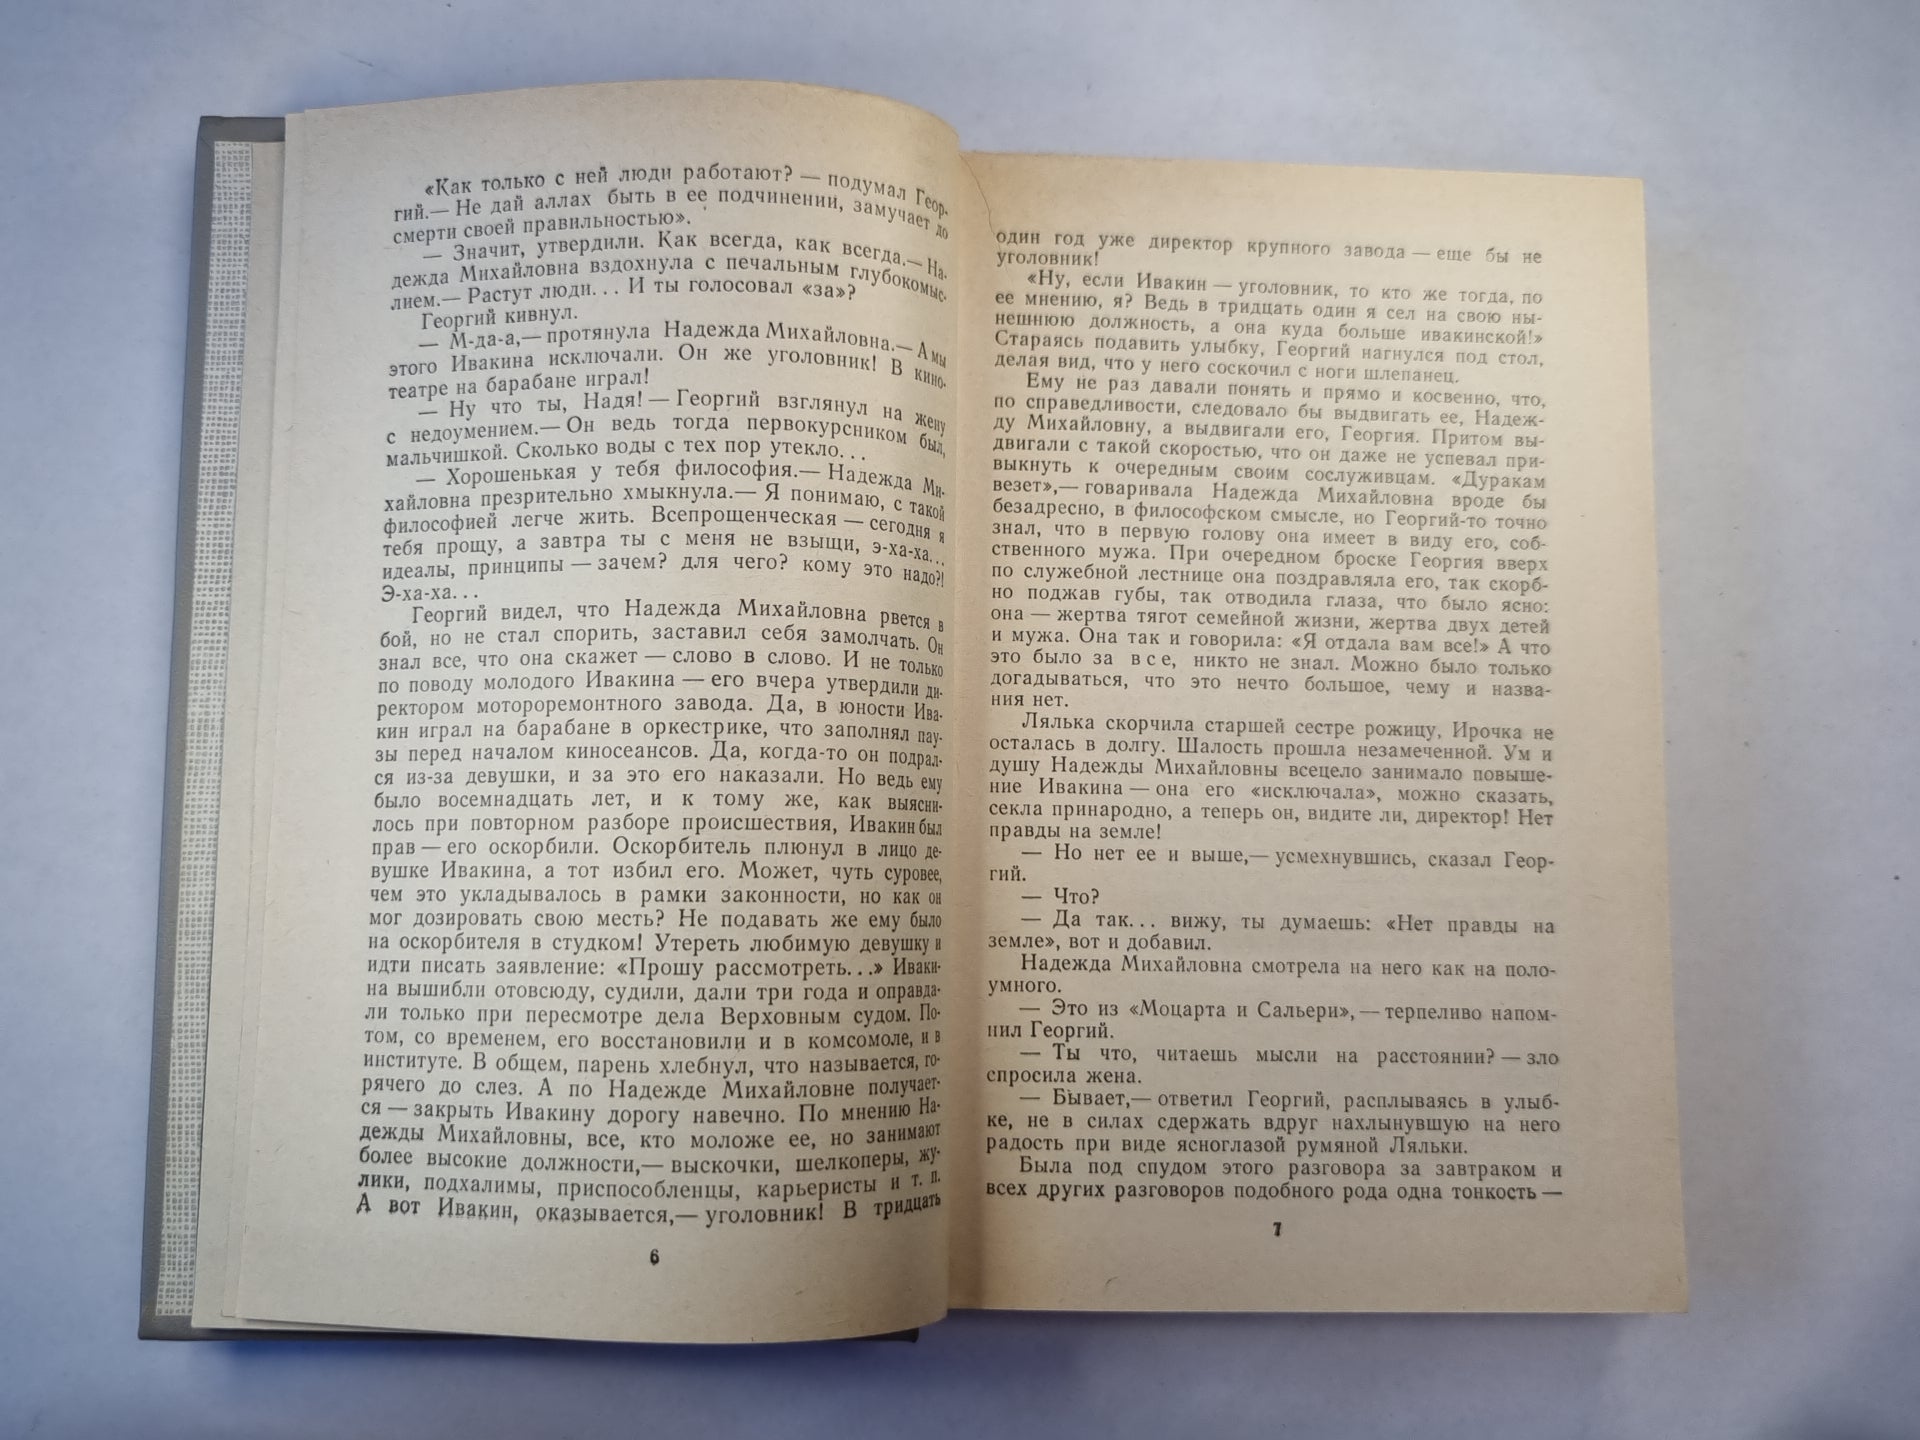 «Как только с ней люди работают? — подумал Геор-
гий.— Не дай аллах быть в ее подчинении, замучает до
смерти своей правильностью».
— Значит, утвердили. Как всегда, как всегда.— На-
дежда Михайловна вздохнула с печальным глубокомыс-
лием.— Растут люди... И ты голосовал «за»?
Георгий кивнул.
— М-да-а,— протянула Надежда Михайловна.— А мы
этого Ивакина исключали. Он же уголовник! В кино-
театре на барабане играл!
— Ну что ты, Надя! — Георгий взглянул на жену
с недоумением.— Он ведь тогда первокурсником был,
мальчишкой. Сколько воды с тех пор утекло...
— Хорошенькая у тебя философия.— Надежда Ми-
хайловна презрительно хмыкнула.— Я понимаю, с такой
философией легче жить. Всепрощенческая — сегодня я
тебя прощу, а завтра ты с меня не взыщи, э-ха-ха...
идеалы, принципы — зачем? для чего? кому это надо?!
Э-ха-ха...
Георгий видел, что Надежда Михайловна рвется в
бой, но не стал спорить, заставил себя замолчать. Он
знал все, что она скажет — слово в слово. И не только
по поводу молодого Ивакина — его вчера утвердили ди-
ректором мотороремонтного завода. Да, в юности Ива-
кин играл на барабане в оркестрике, что заполнял пау-
зы перед началом киносеансов. Да, когда-то он подрал-
ся из-за девушки, и за это его наказали. Но ведь ему
было восемнадцать лет, и к тому же, как выясни-
лось при повторном разборе происшествия, Ивакин был
прав — его оскорбили. Оскорбитель плюнул в лицо де-
вушке Ивакина, а тот избил его. Может, чуть суровее,
чем это укладывалось в рамки законности, но как он
мог дозировать свою месть? Не подавать же ему было
на оскорбителя в студком! Утереть любимую девушку и
идти писать заявление: «Прошу рассмотреть...» Иваки-
на вышибли отовсюду, судили, дали три года и оправда-
ли только при пересмотре дела Верховным судом. По-
том, со временем, его восстановили и в комсомоле, и в
институте. В общем, парень хлебнул, что называется, го-
рячего до слез. А по Надежде Михайловне получает-
ся — закрыть Ивакину дорогу навечно. По мнению На-
дежды Михайловны, все, кто моложе ее, но занимают
более высокие должности,— выскочки, шелкоперы, жу-
лики, подхалимы, приспособленцы, карьеристы и т. п.
А вот Ивакин, оказывается,— уголовник! В тридцать
6
один год уже директор крупного завода — еще бы не
уголовник!
«Ну, если Ивакин — уголовник, то кто же тогда, по
ее мнению, я? Ведь в тридцать один я сел на свою ны-
нешнюю должность, а она куда больше ивакинской!»
Стараясь подавить улыбку, Георгий нагнулся под стол,
делая вид, что у него соскочил с ноги шлепанец.
Ему не раз давали понять и прямо и косвенно, что,
по справедливости, следовало бы выдвигать ее, Надеж-
ду Михайловну, а выдвигали его, Георгия. Притом вы-
двигали с такой скоростью, что он даже не успевал при-
выкнуть к очередным своим сослуживцам. «Дуракам
везет»,— говаривала Надежда Михайловна вроде бы
безадресно, в философском смысле, но Георгий-то точно
знал, что в первую голову она имеет в виду его, соб-
ственного мужа. При очередном броске Георгия вверх
по служебной лестнице она поздравляла его, так скорб-
но поджав губы, так отводила глаза, что было ясно:
она — жертва тягот семейной жизни, жертва двух детей
и мужа. Она так и говорила: «Я отдала вам все!» А что
это было за все, никто не знал. Можно было только
догадываться, что это нечто большое, чему и назва-
ния нет.
Лялька скорчила старшей сестре рожицу, Ирочка не
осталась в долгу. Шалость прошла незамеченной. Ум и
душу Надежды Михайловны всецело занимало повыше-
ние Ивакина — она его «исключала», можно сказать,
секла принародно, а теперь он, видите ли, директор! Нет
правды на земле!
— Но нет ее и выше,— усмехнувшись, сказал Геор-
гий.
— Что?
— Да так... вижу, ты думаешь: «Нет правды на
земле», вот и добавил.
Надежда Михайловна смотрела на него как на поло-
умного.
— Это из «Моцарта и Сальери», — терпеливо напом-
нил Георгий.
— Ты что, читаешь мысли на расстоянии? — зло
спросила жена.
— Бывает,— ответил Георгий, расплываясь в улыб-
ке, не в силах сдержать вдруг нахлынувшую на него
радость при виде ясноглазой румяной Ляльки.
Была под спудом этого разговора за завтраком и
всех других разговоров подобного рода одна тонкость —
7